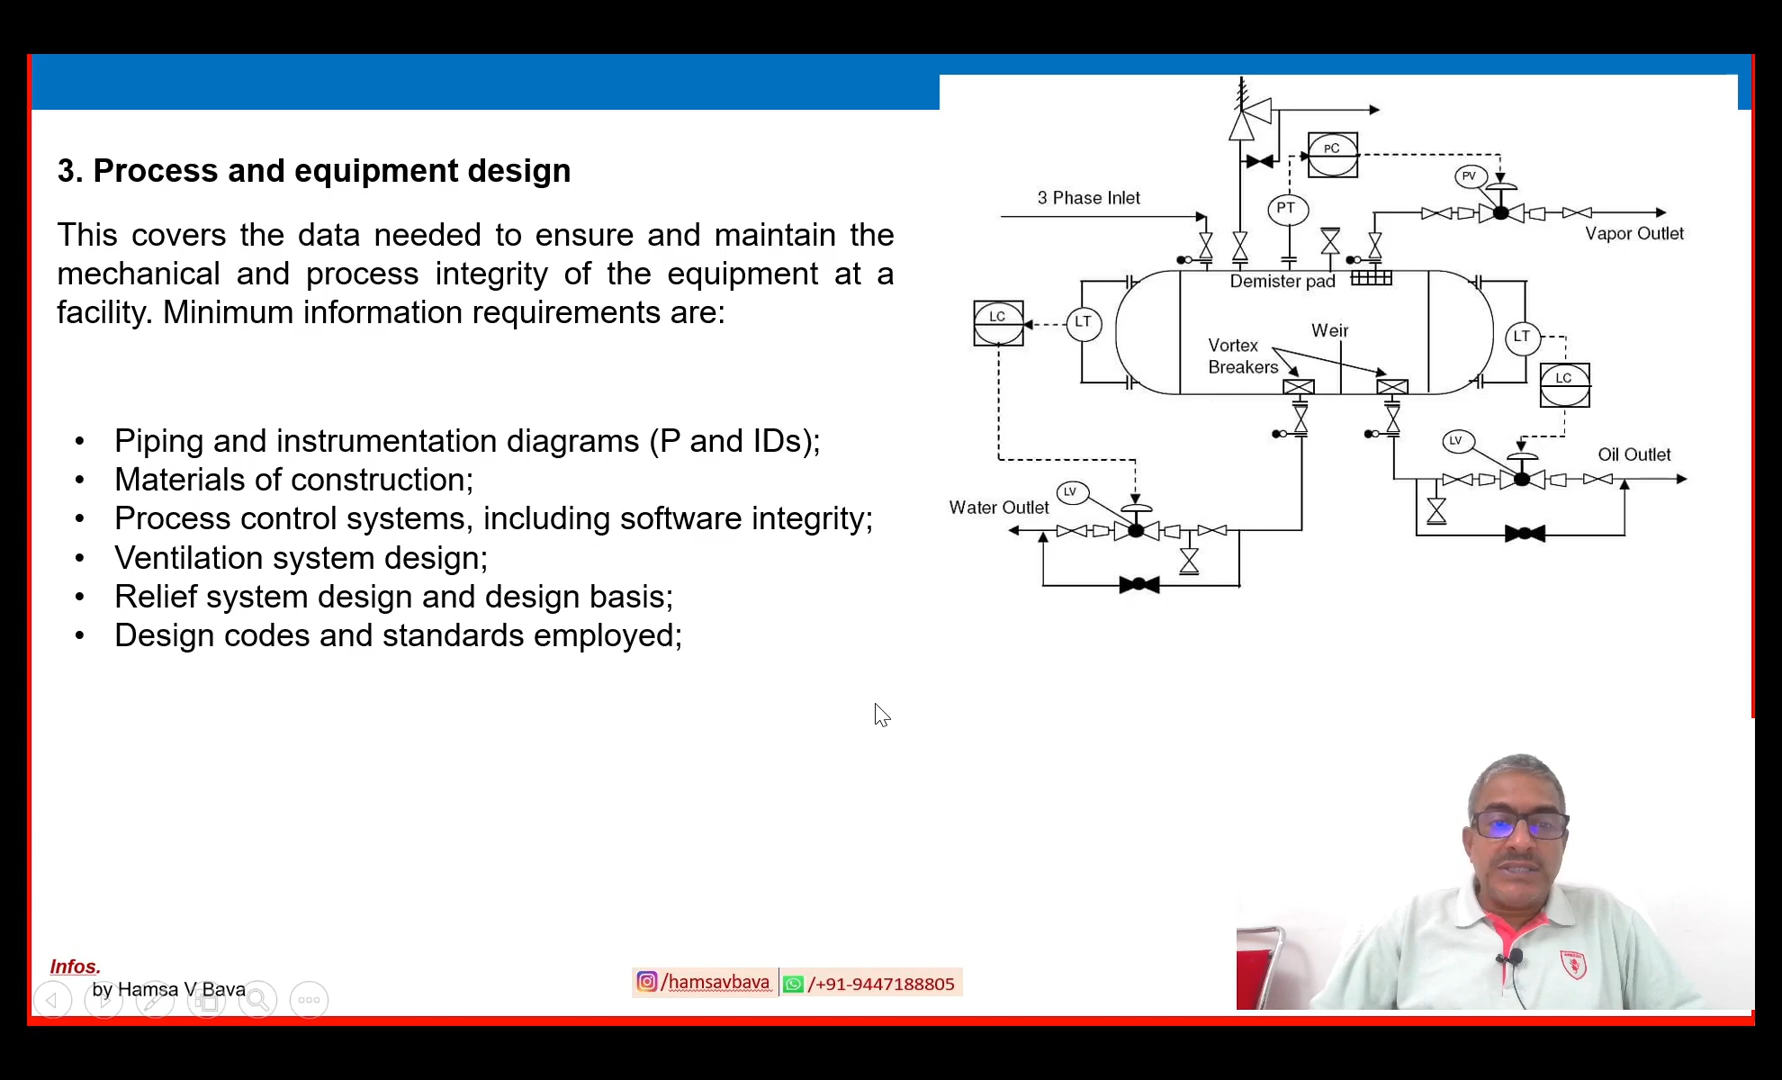 3. Process and equipment design
This covers the data needed to ensure and maintain the
mechanical and process integrity of the equipment at a
facility. Minimum information requirements are:
• Piping and instrumentation diagrams (P and IDs);
• Materials of construction;
• Process control systems, including software integrity;
• Ventilation system design;
• Relief system design and design basis;
• Design codes and standards employed;
PC
PV
3 Phase Inlet
PT
Vapor Outlet
Demister pad
LC
LT
Weir
Vortex
Breakers
LT
LC
LV
Oil Outlet
LV
Water Outlet
Infos.
by Hamsa V Bava
/hamsavbava
/+91-9447188805